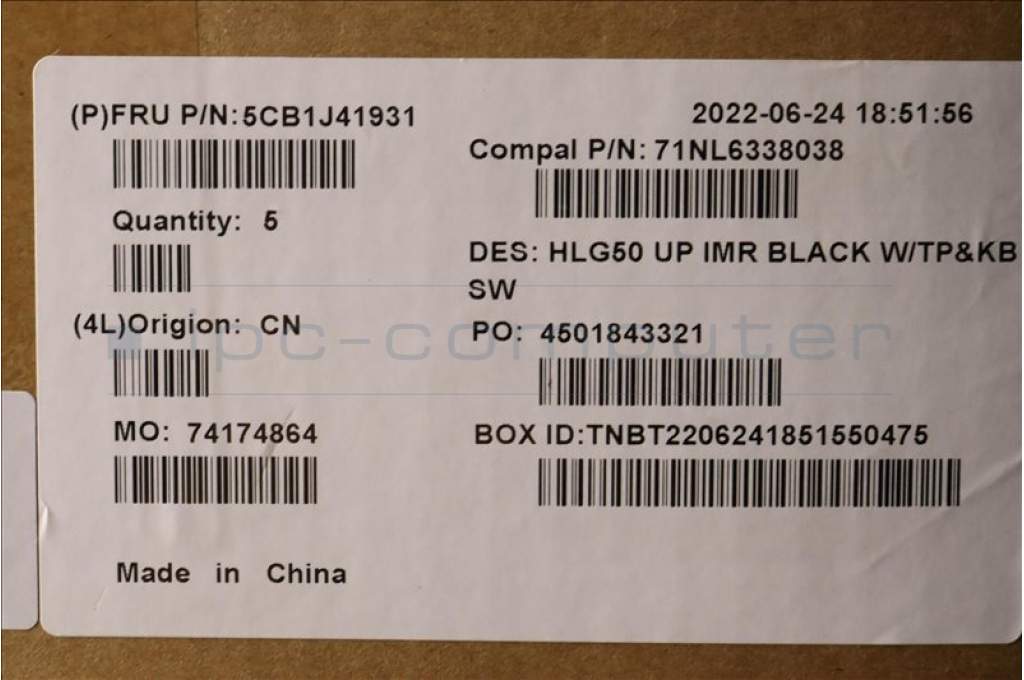 (P)FRU P/N:5CB1J41931
2022-06-24 18:51:56
Compal P/N: 71NL6338038
Quantity: 5
DES: HLG50 UP IMR BLACK W/TP&KB
SW
(4L)Origion: CN
PO: 4501843321
ipc-computer
MO: 74174864
BOX ID:TNBT2206241851550475
Made in China